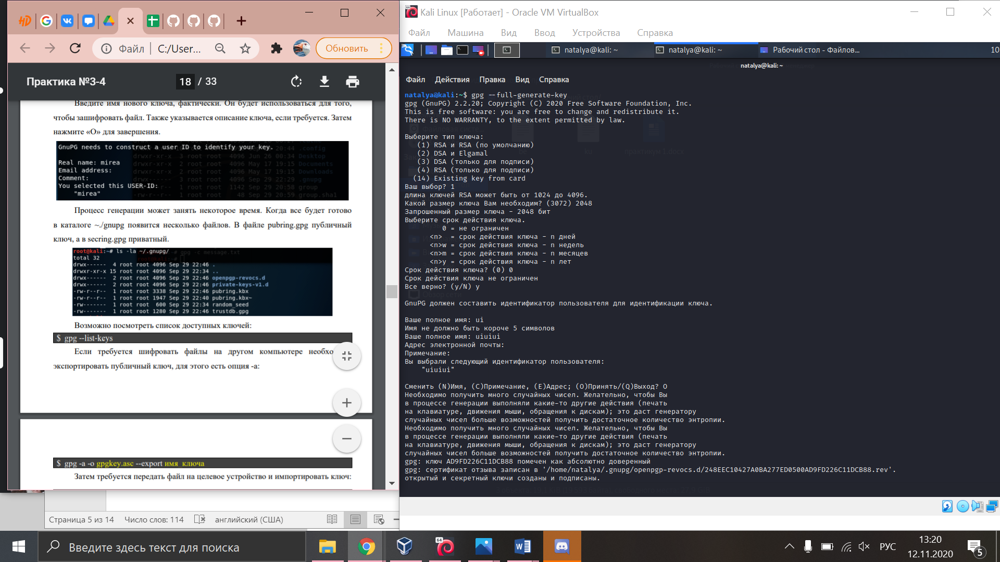 Файл
C:/User...
Обновить
Практика №3-4
18 / 33
Введите имя нового ключа, фактически. Он будет использоваться для того,
чтобы зашифровать файл. Также указывается описание ключа, если требуется. Затем
нажмите «О» для завершения.
GnuPG needs to construct a user ID to identify your key.
Real name: mirea
Email address:
Comment:
You selected this USER-ID:
"mirea"
Процесс генерации может занять некоторое время. Когда все будет готово
в каталоге ~./gnupg появится несколько файлов. В файле pubring.gpg публичный
ключ, а в secring.gpg приватный.
root@kali:~# ls -la ~/.gnupg/
total 32
drwx------ 4 root root 4096 Sep 29 22:46 .
drwxr-xr-x 15 root root 4096 Sep 29 22:34 ..
drwx------ 2 root root 4096 Sep 29 22:46 openpgp-revocs.d
drwx------ 2 root root 4096 Sep 29 22:46 private-keys-v1.d
-rw-r--r-- 1 root root 3338 Sep 29 22:46 pubring.kbx
-rw-r--r-- 1 root root 1947 Sep 29 22:40 pubring.kbx~
-rw------- 1 root root 600 Sep 29 22:34 random_seed
-rw------- 1 root root 1280 Sep 29 22:46 trustdb.gpg
Возможно посмотреть список доступных ключей:
$ gpg --list-keys
Если требуется шифровать файлы на другом компьютере необхо
экспортировать публичный ключ, для этого есть опция -a:
$ gpg -a -o gpgkey.asc --export имя ключа
Затем требуется передать файл на целевое устройство и импортировать ключ:
Страница 5 из 14 Число слов: 114 английский (США)
Kali Linux [Работает] - Oracle VM VirtualBox
Файл Машина Вид Ввод Устройства Справка
natalya@kali: ~ natalya@kali: ~ Рабочий стол - Файлов... 10
natalya@kali: ~
Файл Действия Правка Вид Справка
natalya@kali:~$ gpg --full-generate-key
gpg (GnuPG) 2.2.20; Copyright (C) 2020 Free Software Foundation, Inc.
This is free software: you are free to change and redistribute it.
There is NO WARRANTY, to the extent permitted by law.
Выберите тип ключа:
(1) RSA и RSA (по умолчанию)
(2) DSA и Elgamal
(3) DSA (только для подписи)
(4) RSA (только для подписи)
(14) Existing key from card
Ваш выбор? 1
длина ключей RSA может быть от 1024 до 4096.
Какой размер ключа Вам необходим? (3072) 2048
Запрошенный размер ключа - 2048 бит
Выберите срок действия ключа.
0 = не ограничен
<n> = срок действия ключа - n дней
<n>w = срок действия ключа - n недель
<n>m = срок действия ключа - n месяцев
<n>y = срок действия ключа - n лет
Срок действия ключа? (0) 0
Срок действия ключа не ограничен
Все верно? (y/N) y
GnuPG должен составить идентификатор пользователя для идентификации ключа.
Ваше полное имя: ui
Имя не должно быть короче 5 символов
Ваше полное имя: uiuiui
Адрес электронной почты:
Примечание:
Вы выбрали следующий идентификатор пользователя:
"uiuiui"
Сменить (N)Имя, (C)Примечание, (E)Адрес; (O)Принять/(Q)Выход? O
Необходимо получить много случайных чисел. Желательно, чтобы Вы
в процессе генерации выполняли какие-то другие действия (печать
на клавиатуре, движения мыши, обращения к дискам); это даст генератору
случайных чисел больше возможностей получить достаточное количество энтропии.
Необходимо получить много случайных чисел. Желательно, чтобы Вы
в процессе генерации выполняли какие-то другие действия (печать
на клавиатуре, движения мыши, обращения к дискам); это даст генератору
случайных чисел больше возможностей получить достаточное количество энтропии.
gpg: ключ AD9FD226C11DCB88 помечен как абсолютно доверенный
gpg: сертификат отзыва записан в '/home/natalya/.gnupg/openpgp-revocs.d/248EEC10427A0BA277ED0500AD9FD226C11DCB88.rev'.
открытый и секретный ключи созданы и подписаны.
Введите здесь текст для поиска
64
РУС
13:20
12.11.2020
5